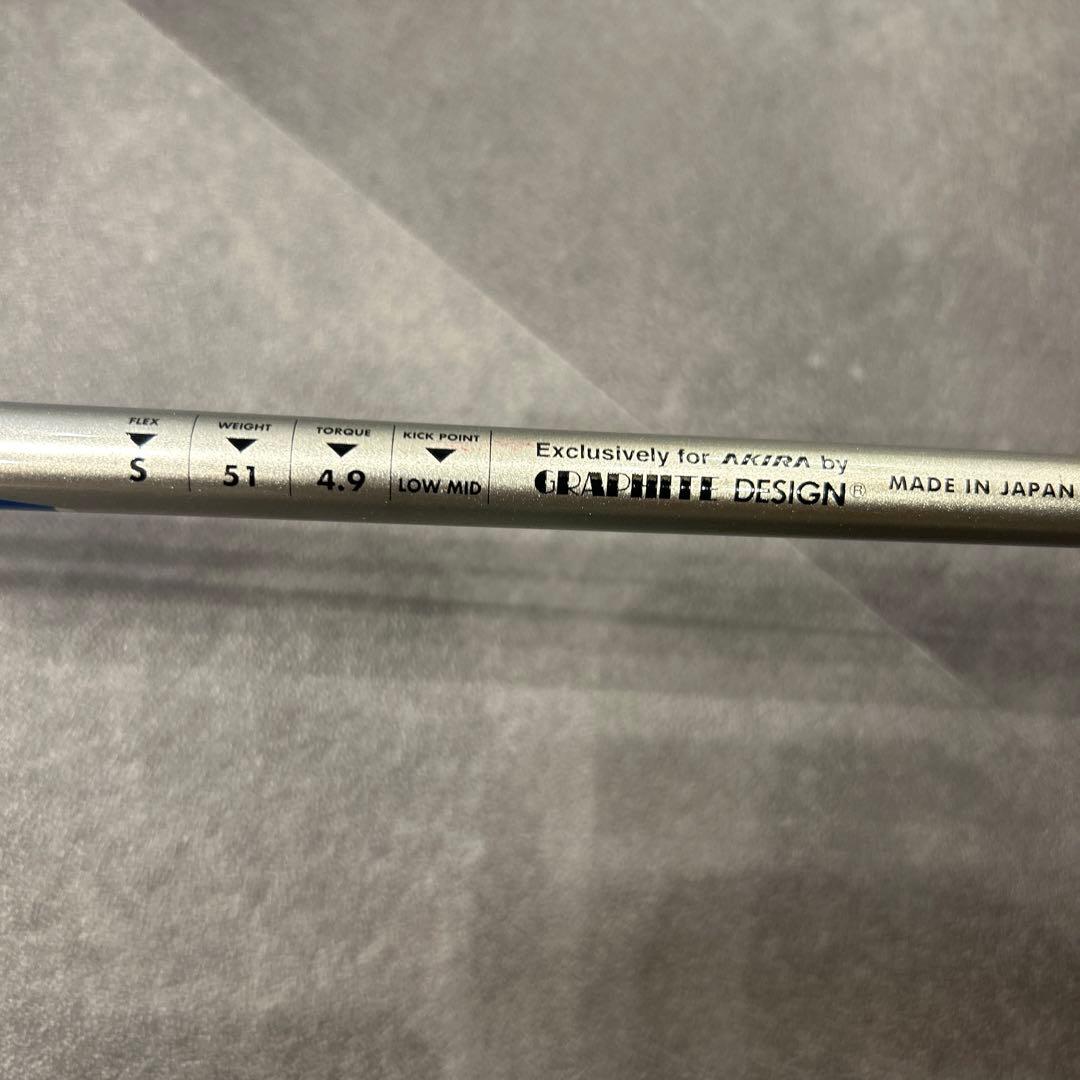 FLEX
▼
S
WEIGHT
▼
51
TORQUE
▼
4.9
KICK POINT
▼
LOW MID
Exclusively for AKIRA by
GRAPHITE DESIGN®
MADE IN JAPAN